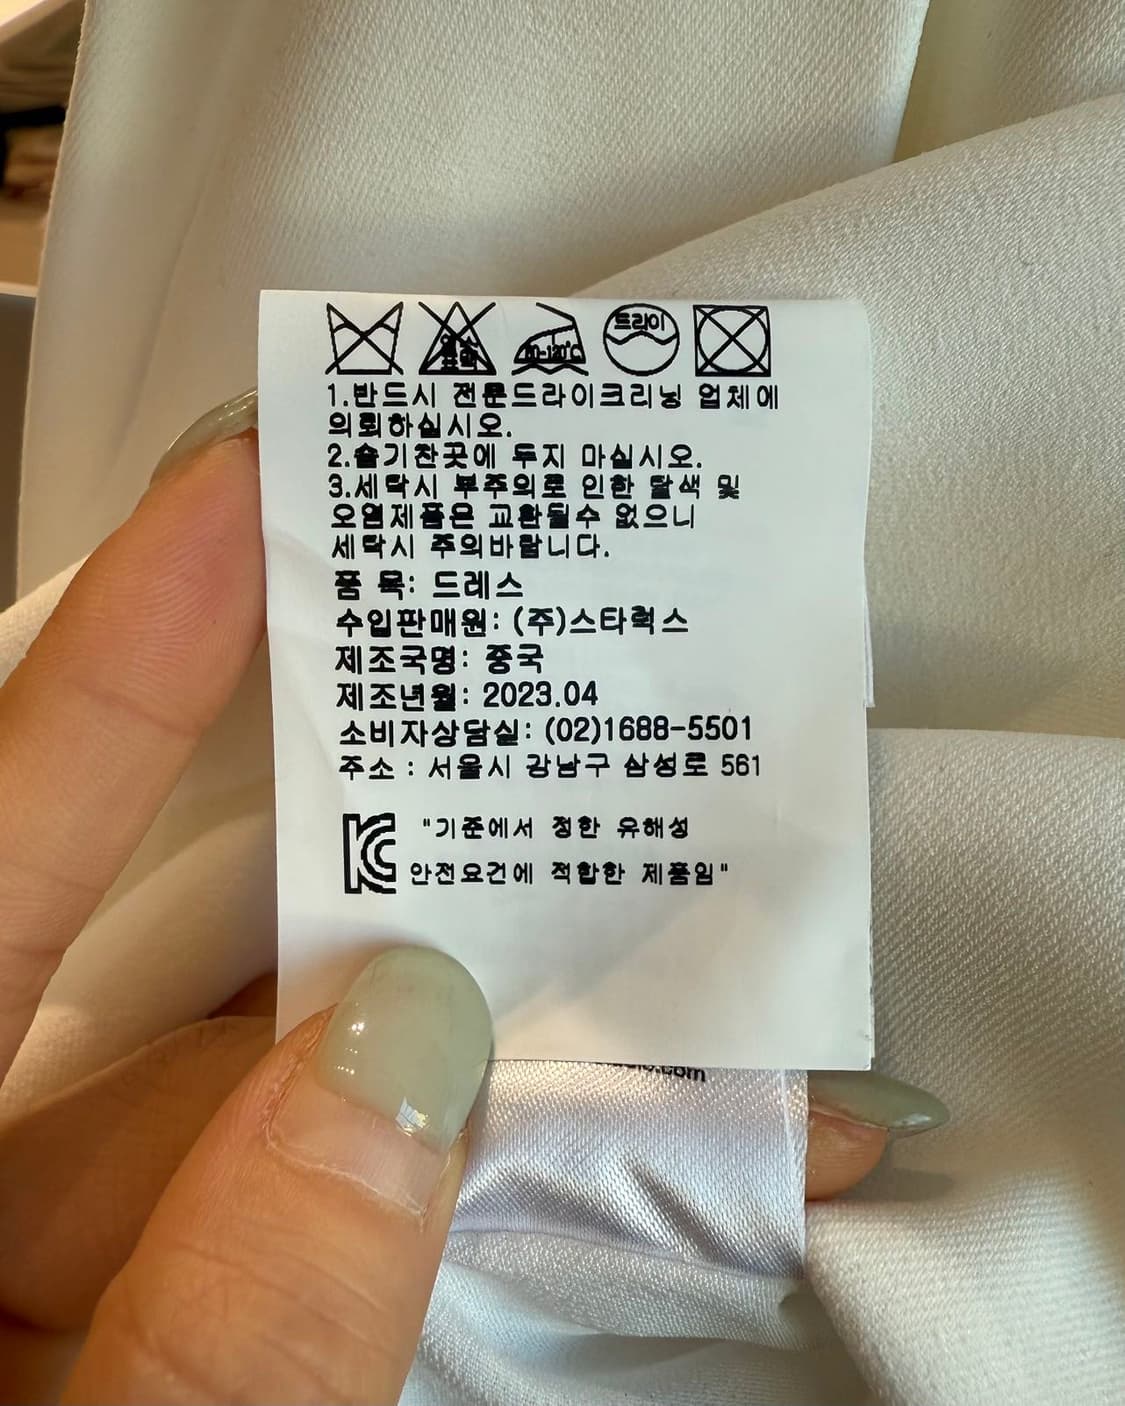 드라이
80-120℃
1.반드시 전문드라이크리닝 업체에
의뢰하십시오.
2.습기찬곳에 두지 마십시오.
3.세탁시 부주의로 인한 탈색 및
오염제품은 교환될수 없으니
세탁시 주의바랍니다.
품 목: 드레스
수입판매원: (주)스타럭스
제조국명: 중국
제조년월: 2023.04
소비자상담실: (02)1688-5501
주소 : 서울시 강남구 삼성로 561
"기준에서 정한 유해성
안전요건에 적합한 제품임"